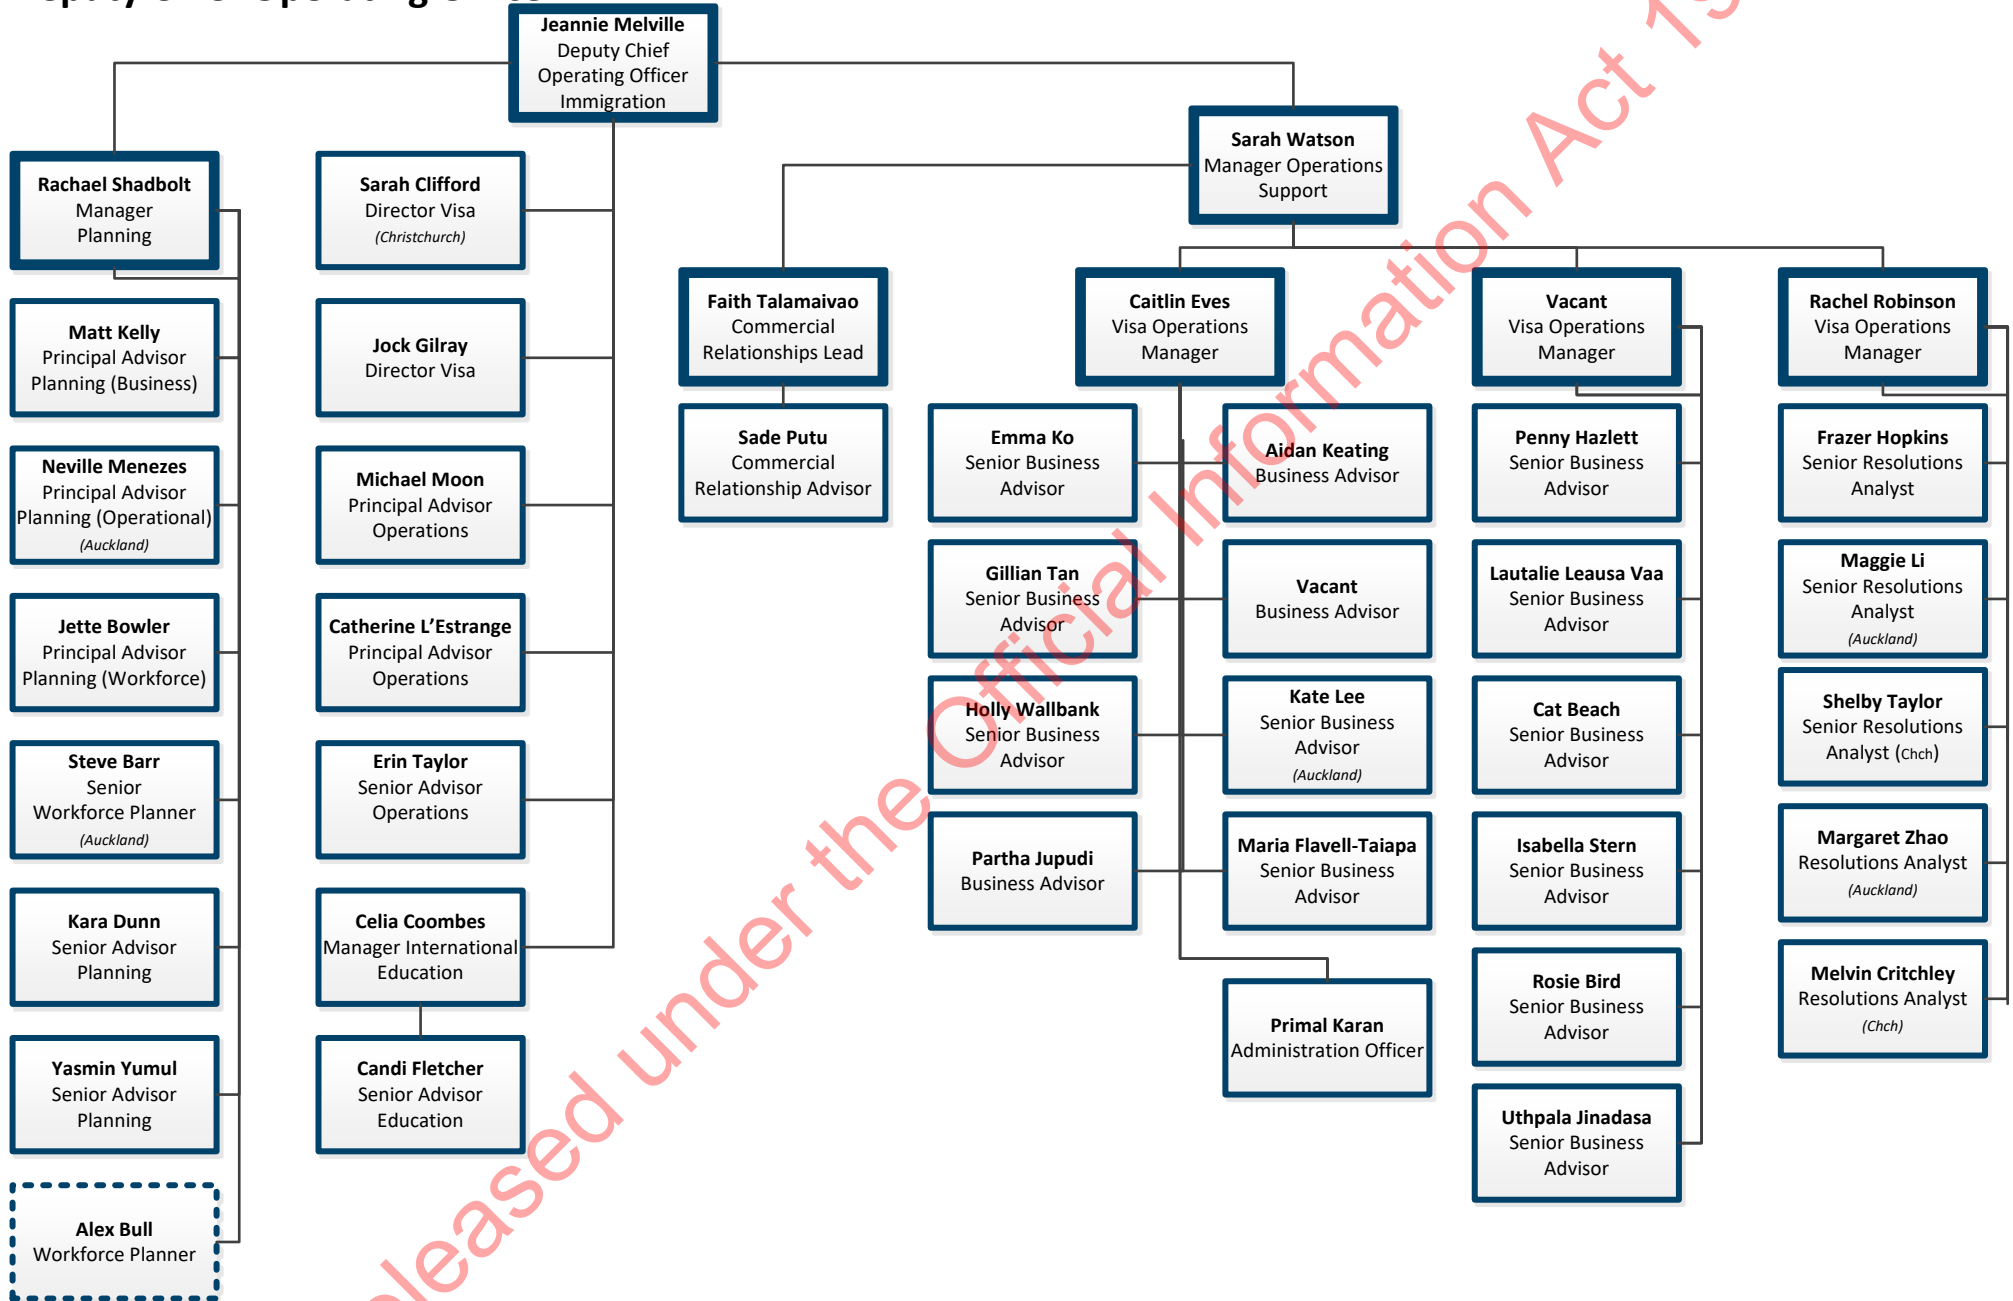 Jeannie Melville
Deputy Chief
Operating Officer
Immigration
Rachael Shadbolt
Manager
Planning
Matt Kelly
Principal Advisor
Planning (Business)
Neville Menezes
Principal Advisor
Planning (Operational)
(Auckland)
Jette Bowler
Principal Advisor
Planning (Workforce)
Steve Barr
Senior
Workforce Planner
(Auckland)
Kara Dunn
Senior Advisor
Planning
Yasmin Yumul
Senior Advisor
Planning
Alex Bull
Workforce Planner
Sarah Clifford
Director Visa
(Christchurch)
Jock Gilray
Director Visa
Michael Moon
Principal Advisor
Operations
Catherine L’Estrange
Principal Advisor
Operations
Erin Taylor
Senior Advisor
Operations
Celia Coombes
Manager International
Education
Candi Fletcher
Senior Advisor
Education
Sarah Watson
Manager Operations
Support
Faith Talamaivao
Commercial
Relationships Lead
Sade Putu
Commercial
Relationship Advisor
Caitlin Eves
Visa Operations
Manager
Emma Ko
Senior Business
Advisor
Gillian Tan
Senior Business
Advisor
Holly Wallbank
Senior Business
Advisor
Partha Jupudi
Business Advisor
Aidan Keating
Business Advisor
Vacant
Business Advisor
Kate Lee
Senior Business
Advisor
(Auckland)
Maria Flavell-Taiapa
Senior Business
Advisor
Primal Karan
Administration Officer
Vacant
Visa Operations
Manager
Penny Hazlett
Senior Business
Advisor
Lautalie Leausa Vaa
Senior Business
Advisor
Cat Beach
Senior Business
Advisor
Isabella Stern
Senior Business
Advisor
Rosie Bird
Senior Business
Advisor
Uthpala Jinadasa
Senior Business
Advisor
Rachel Robinson
Visa Operations
Manager
Frazer Hopkins
Senior Resolutions
Analyst
Maggie Li
Senior Resolutions
Analyst
(Auckland)
Shelby Taylor
Senior Resolutions
Analyst (Chch)
Margaret Zhao
Resolutions Analyst
(Auckland)
Melvin Critchley
Resolutions Analyst
(Chch)
under the Official Information Act